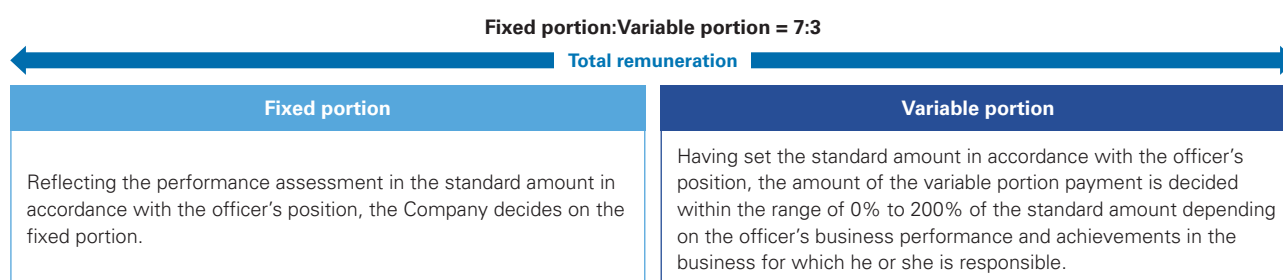 Fixed portion:Variable portion = 7:3
Total remuneration
Fixed portion
Variable portion
Reflecting the performance assessment in the standard amount in
accordance with the officer’s position, the Company decides on the
fixed portion.
Having set the standard amount in accordance with the officer’s
position, the amount of the variable portion payment is decided
within the range of 0% to 200% of the standard amount depending
on the officer’s business performance and achievements in the
business for which he or she is responsible.